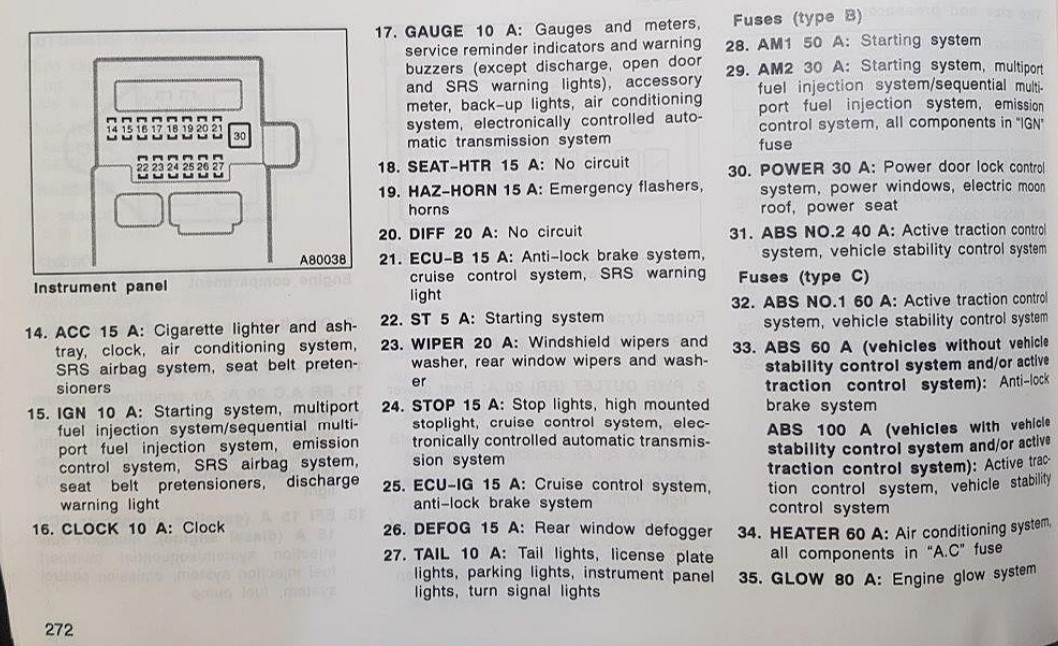 14 15 16 17 18 19 20 21
30
22 23 24 25 26 27
A80038
Instrument panel
14. ACC 15 A: Cigarette lighter and ash-
tray, clock, air conditioning system,
SRS airbag system, seat belt preten-
sioners
15. IGN 10 A: Starting system, multiport
fuel injection system/sequential multi-
port fuel injection system, emission
control system, SRS airbag system,
seat belt pretensioners, discharge
warning light
16. CLOCK 10 A: Clock
272
17. GAUGE 10 A: Gauges and meters,
service reminder indicators and warning
buzzers (except discharge, open door
and SRS warning lights), accessory
meter, back-up lights, air conditioning
system, electronically controlled auto-
matic transmission system
18. SEAT-HTR 15 A: No circuit
19. HAZ-HORN 15 A: Emergency flashers,
horns
20. DIFF 20 A: No circuit
21. ECU-B 15 A: Anti-lock brake system,
cruise control system, SRS warning
light
22. ST 5 A: Starting system
23. WIPER 20 A: Windshield wipers and
washer, rear window wipers and wash-
er
24. STOP 15 A: Stop lights, high mounted
stoplight, cruise control system, elec-
tronically controlled automatic transmis-
sion system
25. ECU-IG 15 A: Cruise control system,
anti-lock brake system
26. DEFOG 15 A: Rear window defogger
27. TAIL 10 A: Tail lights, license plate
lights, parking lights, instrument panel
lights, turn signal lights
Fuses (type B)
28. AM1 50 A: Starting system
29. AM2 30 A: Starting system, multiport
fuel injection system/sequential multi-
port fuel injection system, emission
control system, all components in "IGN"
fuse
30. POWER 30 A: Power door lock control
system, power windows, electric moon
roof, power seat
31. ABS NO.2 40 A: Active traction control
system, vehicle stability control system
Fuses (type C)
32. ABS NO.1 60 A: Active traction control
system, vehicle stability control system
33. ABS 60 A (vehicles without vehicle
stability control system and/or active
traction control system): Anti-lock
brake system
ABS 100 A (vehicles with vehicle
stability control system and/or active
traction control system): Active trac-
tion control system, vehicle stability
control system
34. HEATER 60 A: Air conditioning system,
all components in "A.C" fuse
35. GLOW 80 A: Engine glow system